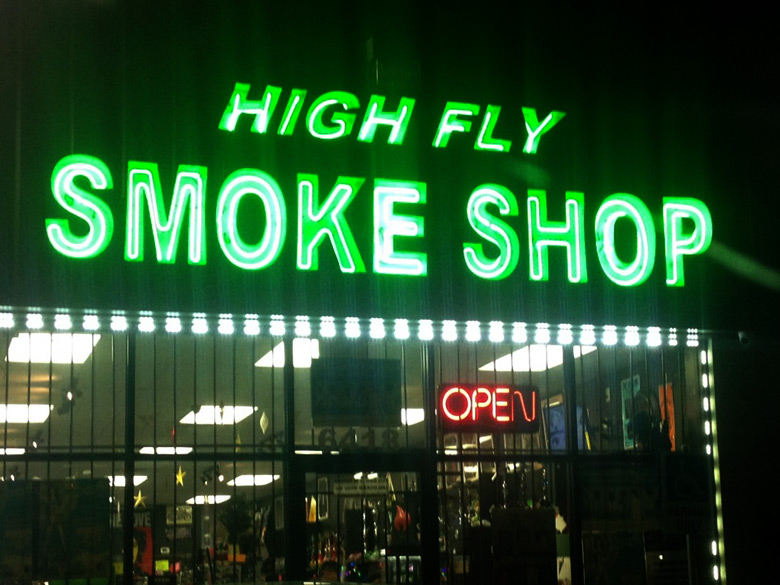 HIGH FLY
SMOKE SHOP
OPEN
6418